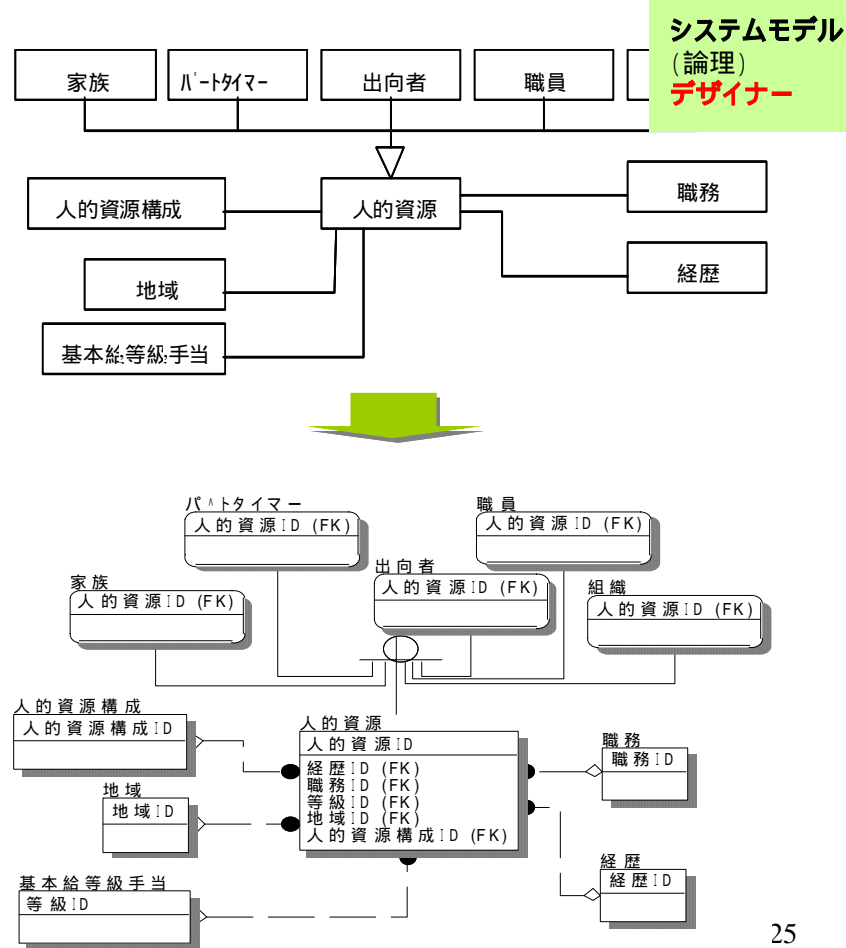 システムモデル
(論理)
デザイナー
家族
パートタイマー
出向者
職員
人的資源構成
人的資源
職務
地域
経歴
基本給等級手当
パートタイマー
人的資源ID (FK)
職員
人的資源ID (FK)
家族
人的資源ID (FK)
出向者
人的資源ID (FK)
組織
人的資源ID (FK)
人的資源構成
人的資源構成ID
人的資源
人的資源ID
経歴ID (FK)
職務ID (FK)
等級ID (FK)
地域ID (FK)
人的資源構成ID (FK)
職務
職務ID
地域
地域ID
経歴
経歴ID
基本給等級手当
等級ID
25